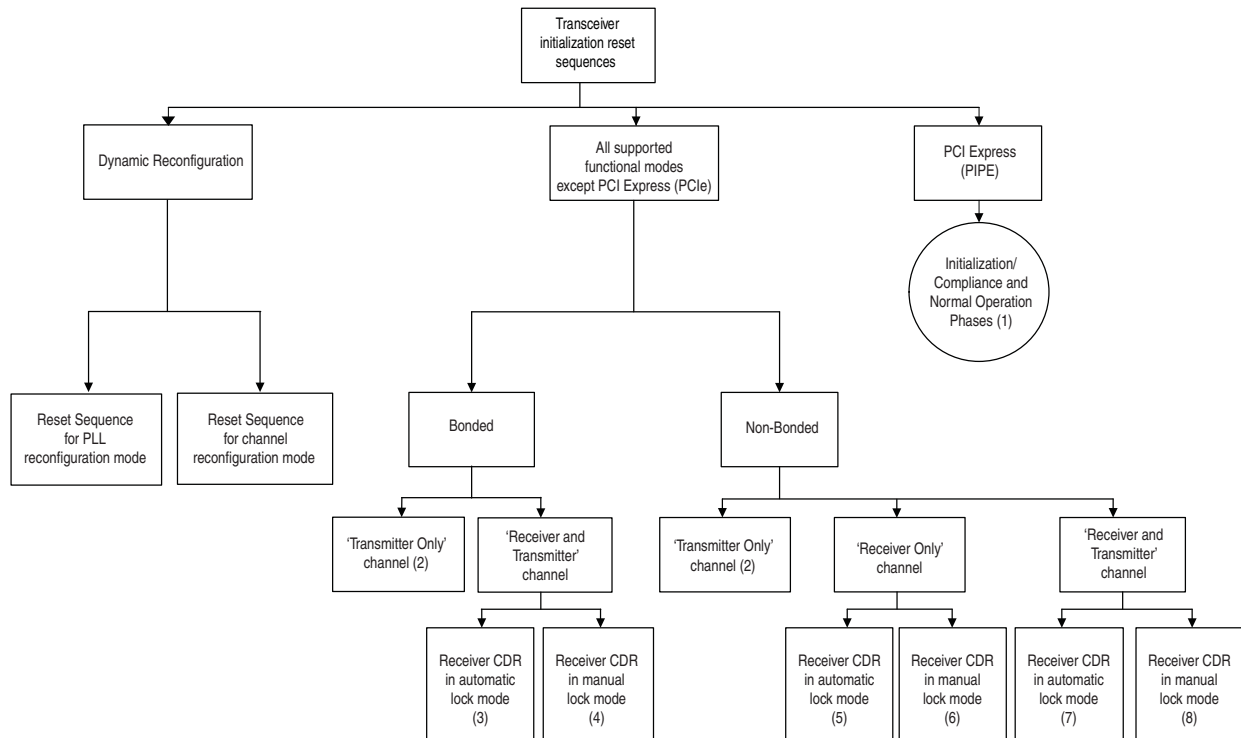 Transceiver
initialization reset
sequences
Dynamic Reconfiguration
All supported
functional modes
except PCI Express (PCIe)
PCI Express
(PIPE)
Initialization/
Compliance and
Normal Operation
Phases (1)
Reset Sequence
for PLL
reconfiguration mode
Reset Sequence
for channel
reconfiguration mode
Bonded
Non-Bonded
‘Transmitter Only’
channel (2)
‘Receiver and
Transmitter’
channel
‘Transmitter Only’
channel (2)
‘Receiver Only’
channel
‘Receiver and
Transmitter’
channel
Receiver CDR
in automatic
lock mode
(3)
Receiver CDR
in manual
lock mode
(4)
Receiver CDR
in automatic
lock mode
(5)
Receiver CDR
in manual
lock mode
(6)
Receiver CDR
in automatic
lock mode
(7)
Receiver CDR
in manual
lock mode
(8)